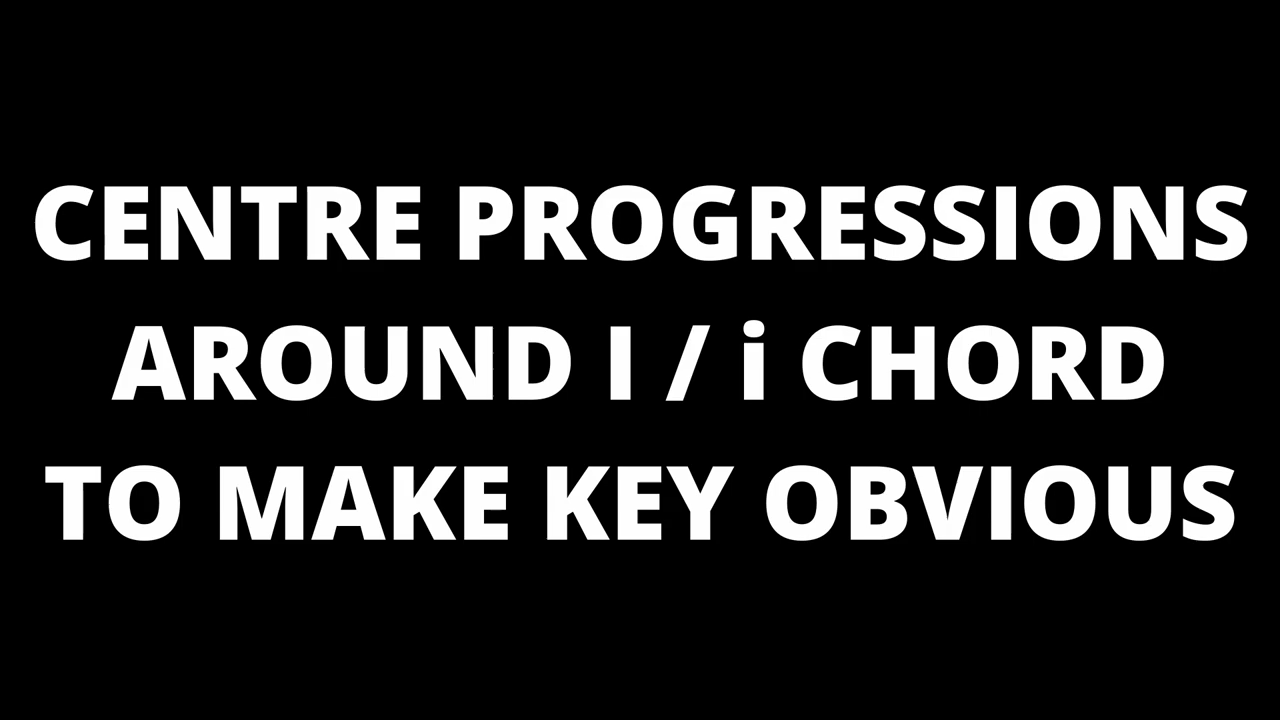 CENTRE PROGRESSIONS
AROUND I / i CHORD
TO MAKE KEY OBVIOUS